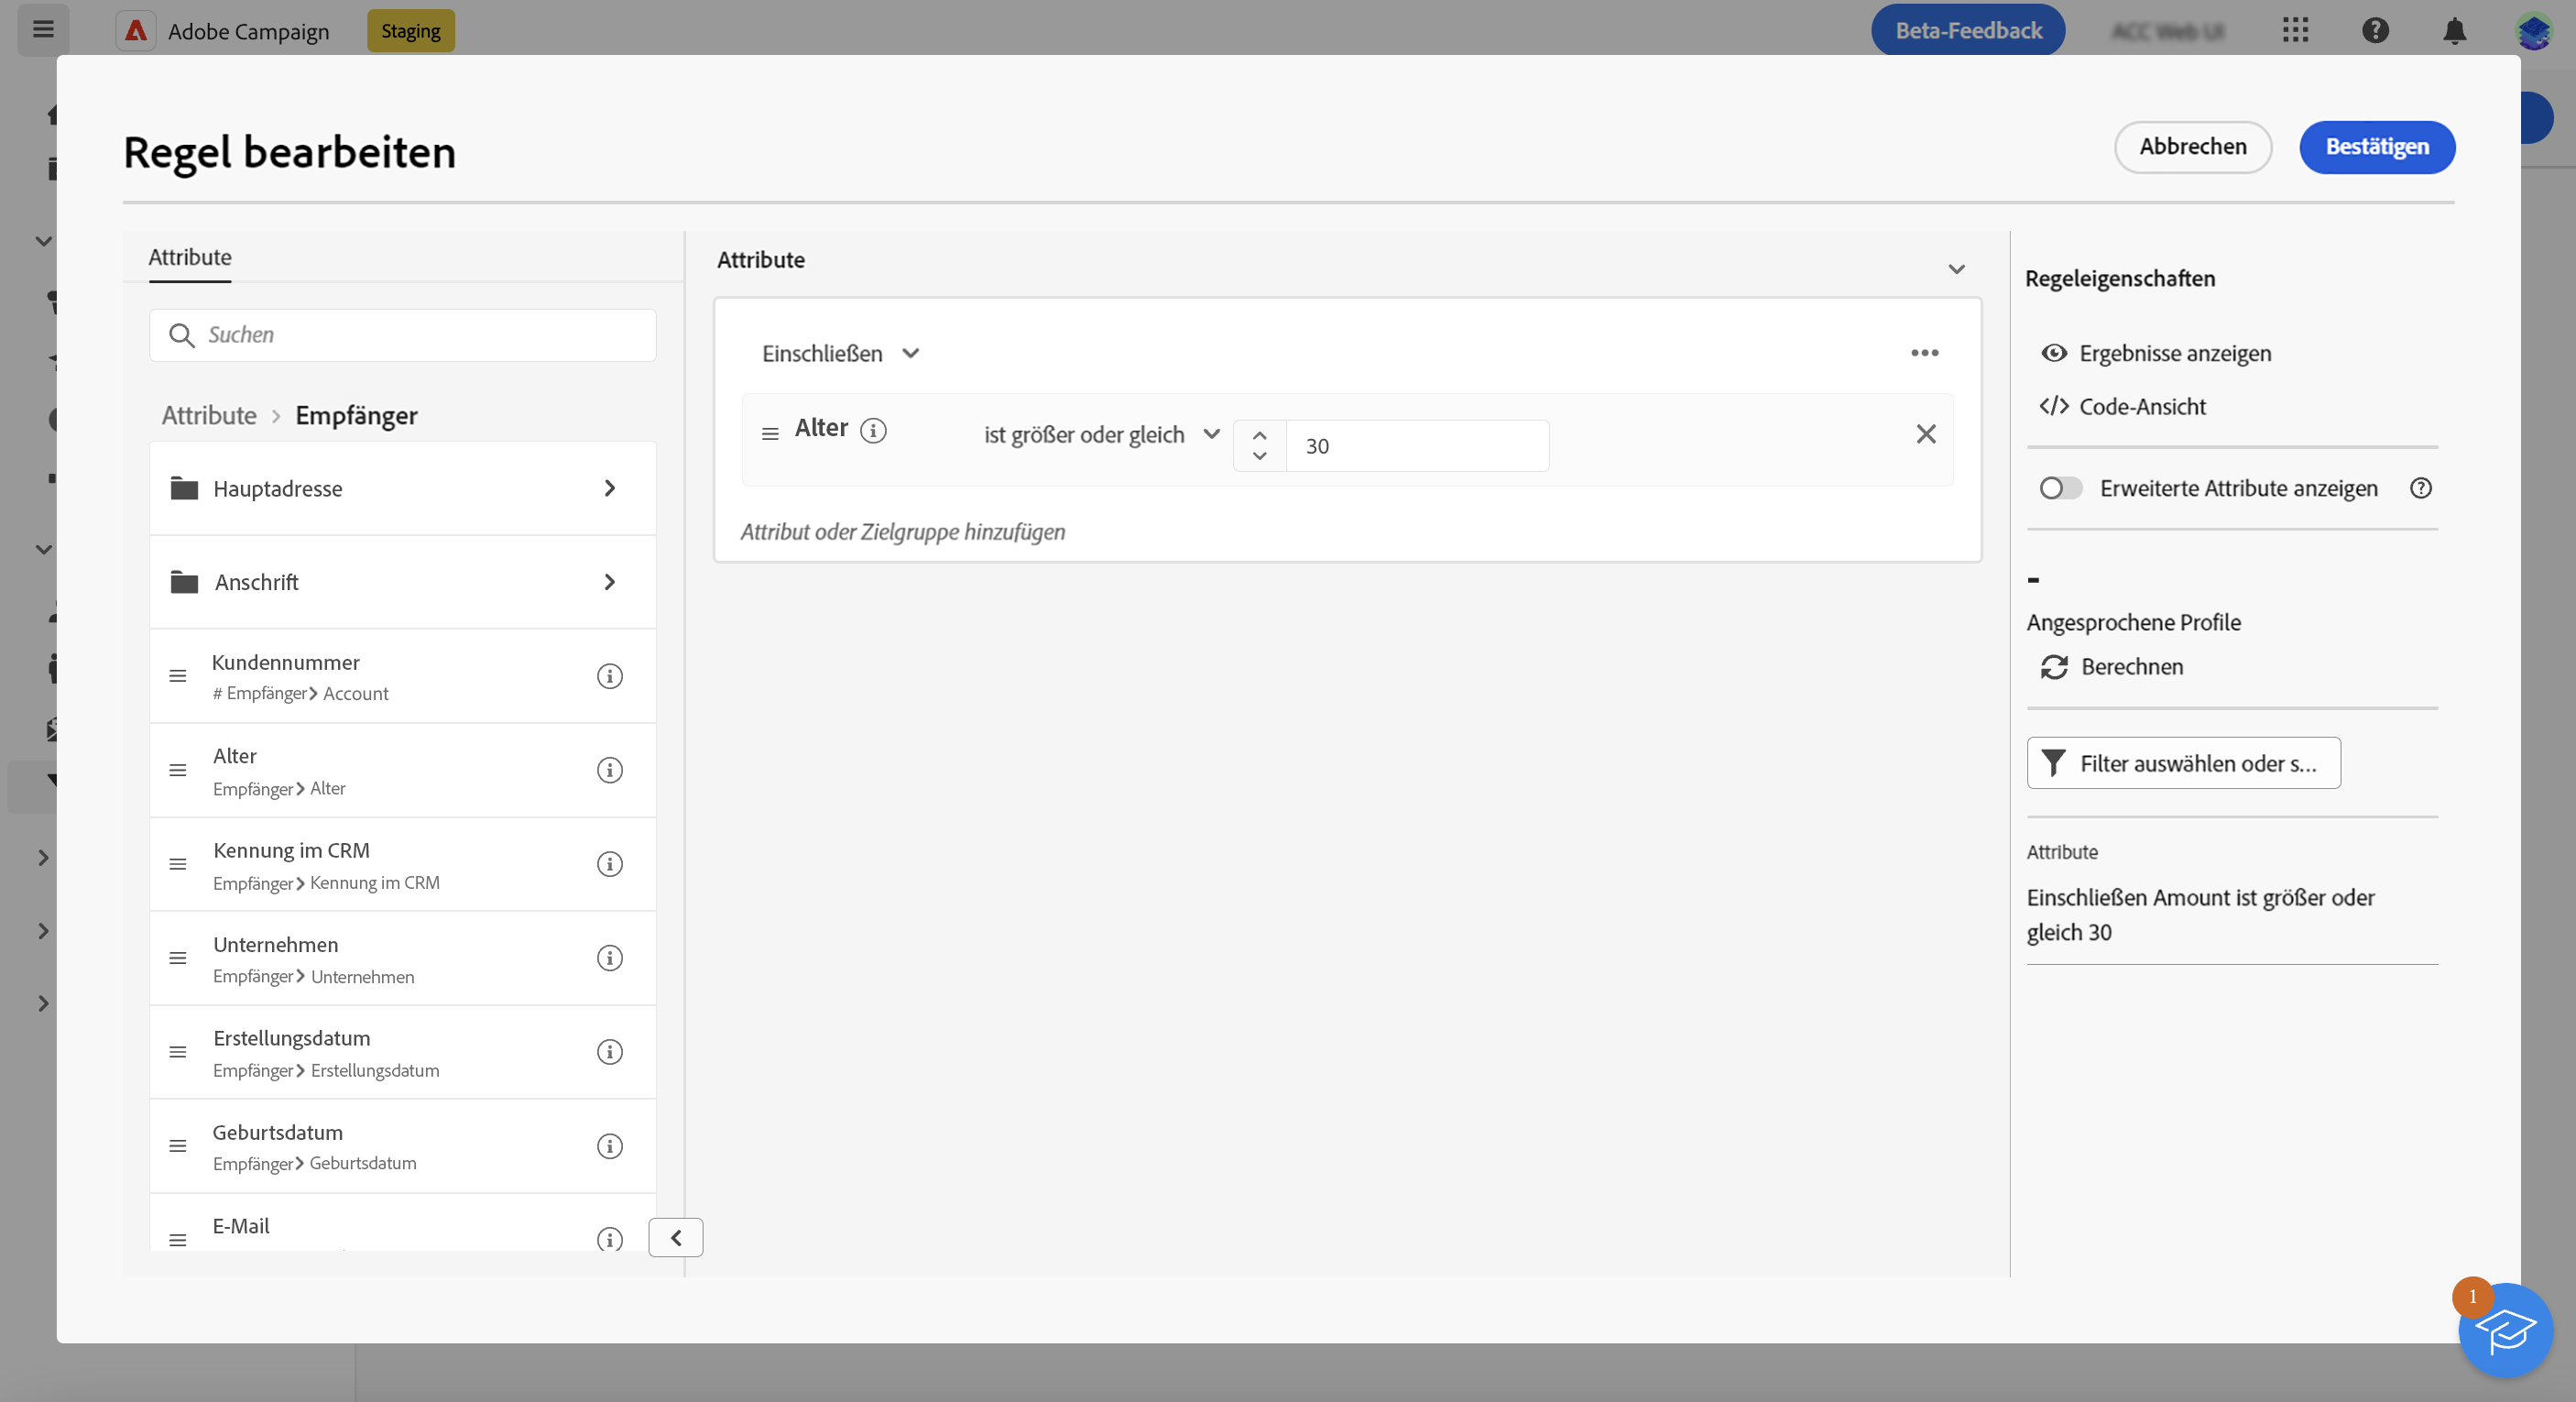 Adobe Campaign
Staging
Beta-Feedback
Regel bearbeiten
Abbrechen
Bestätigen
Attribute
Suchen
Attribute > Empfänger
Hauptadresse
Anschrift
Kundennummer
# Empfänger > Account
Alter
Empfänger > Alter
Kennung im CRM
Empfänger > Kennung im CRM
Unternehmen
Empfänger > Unternehmen
Erstellungsdatum
Empfänger > Erstellungsdatum
Geburtsdatum
Empfänger > Geburtsdatum
E-Mail
Attribute
Einschließen
Alter
ist größer oder gleich
30
Attribut oder Zielgruppe hinzufügen
Regeleigenschaften
Ergebnisse anzeigen
</> Code-Ansicht
Erweiterte Attribute anzeigen
-
Angesprochene Profile
Berechnen
Filter auswählen oder s...
Attribute
Einschließen Amount ist größer oder
gleich 30
1